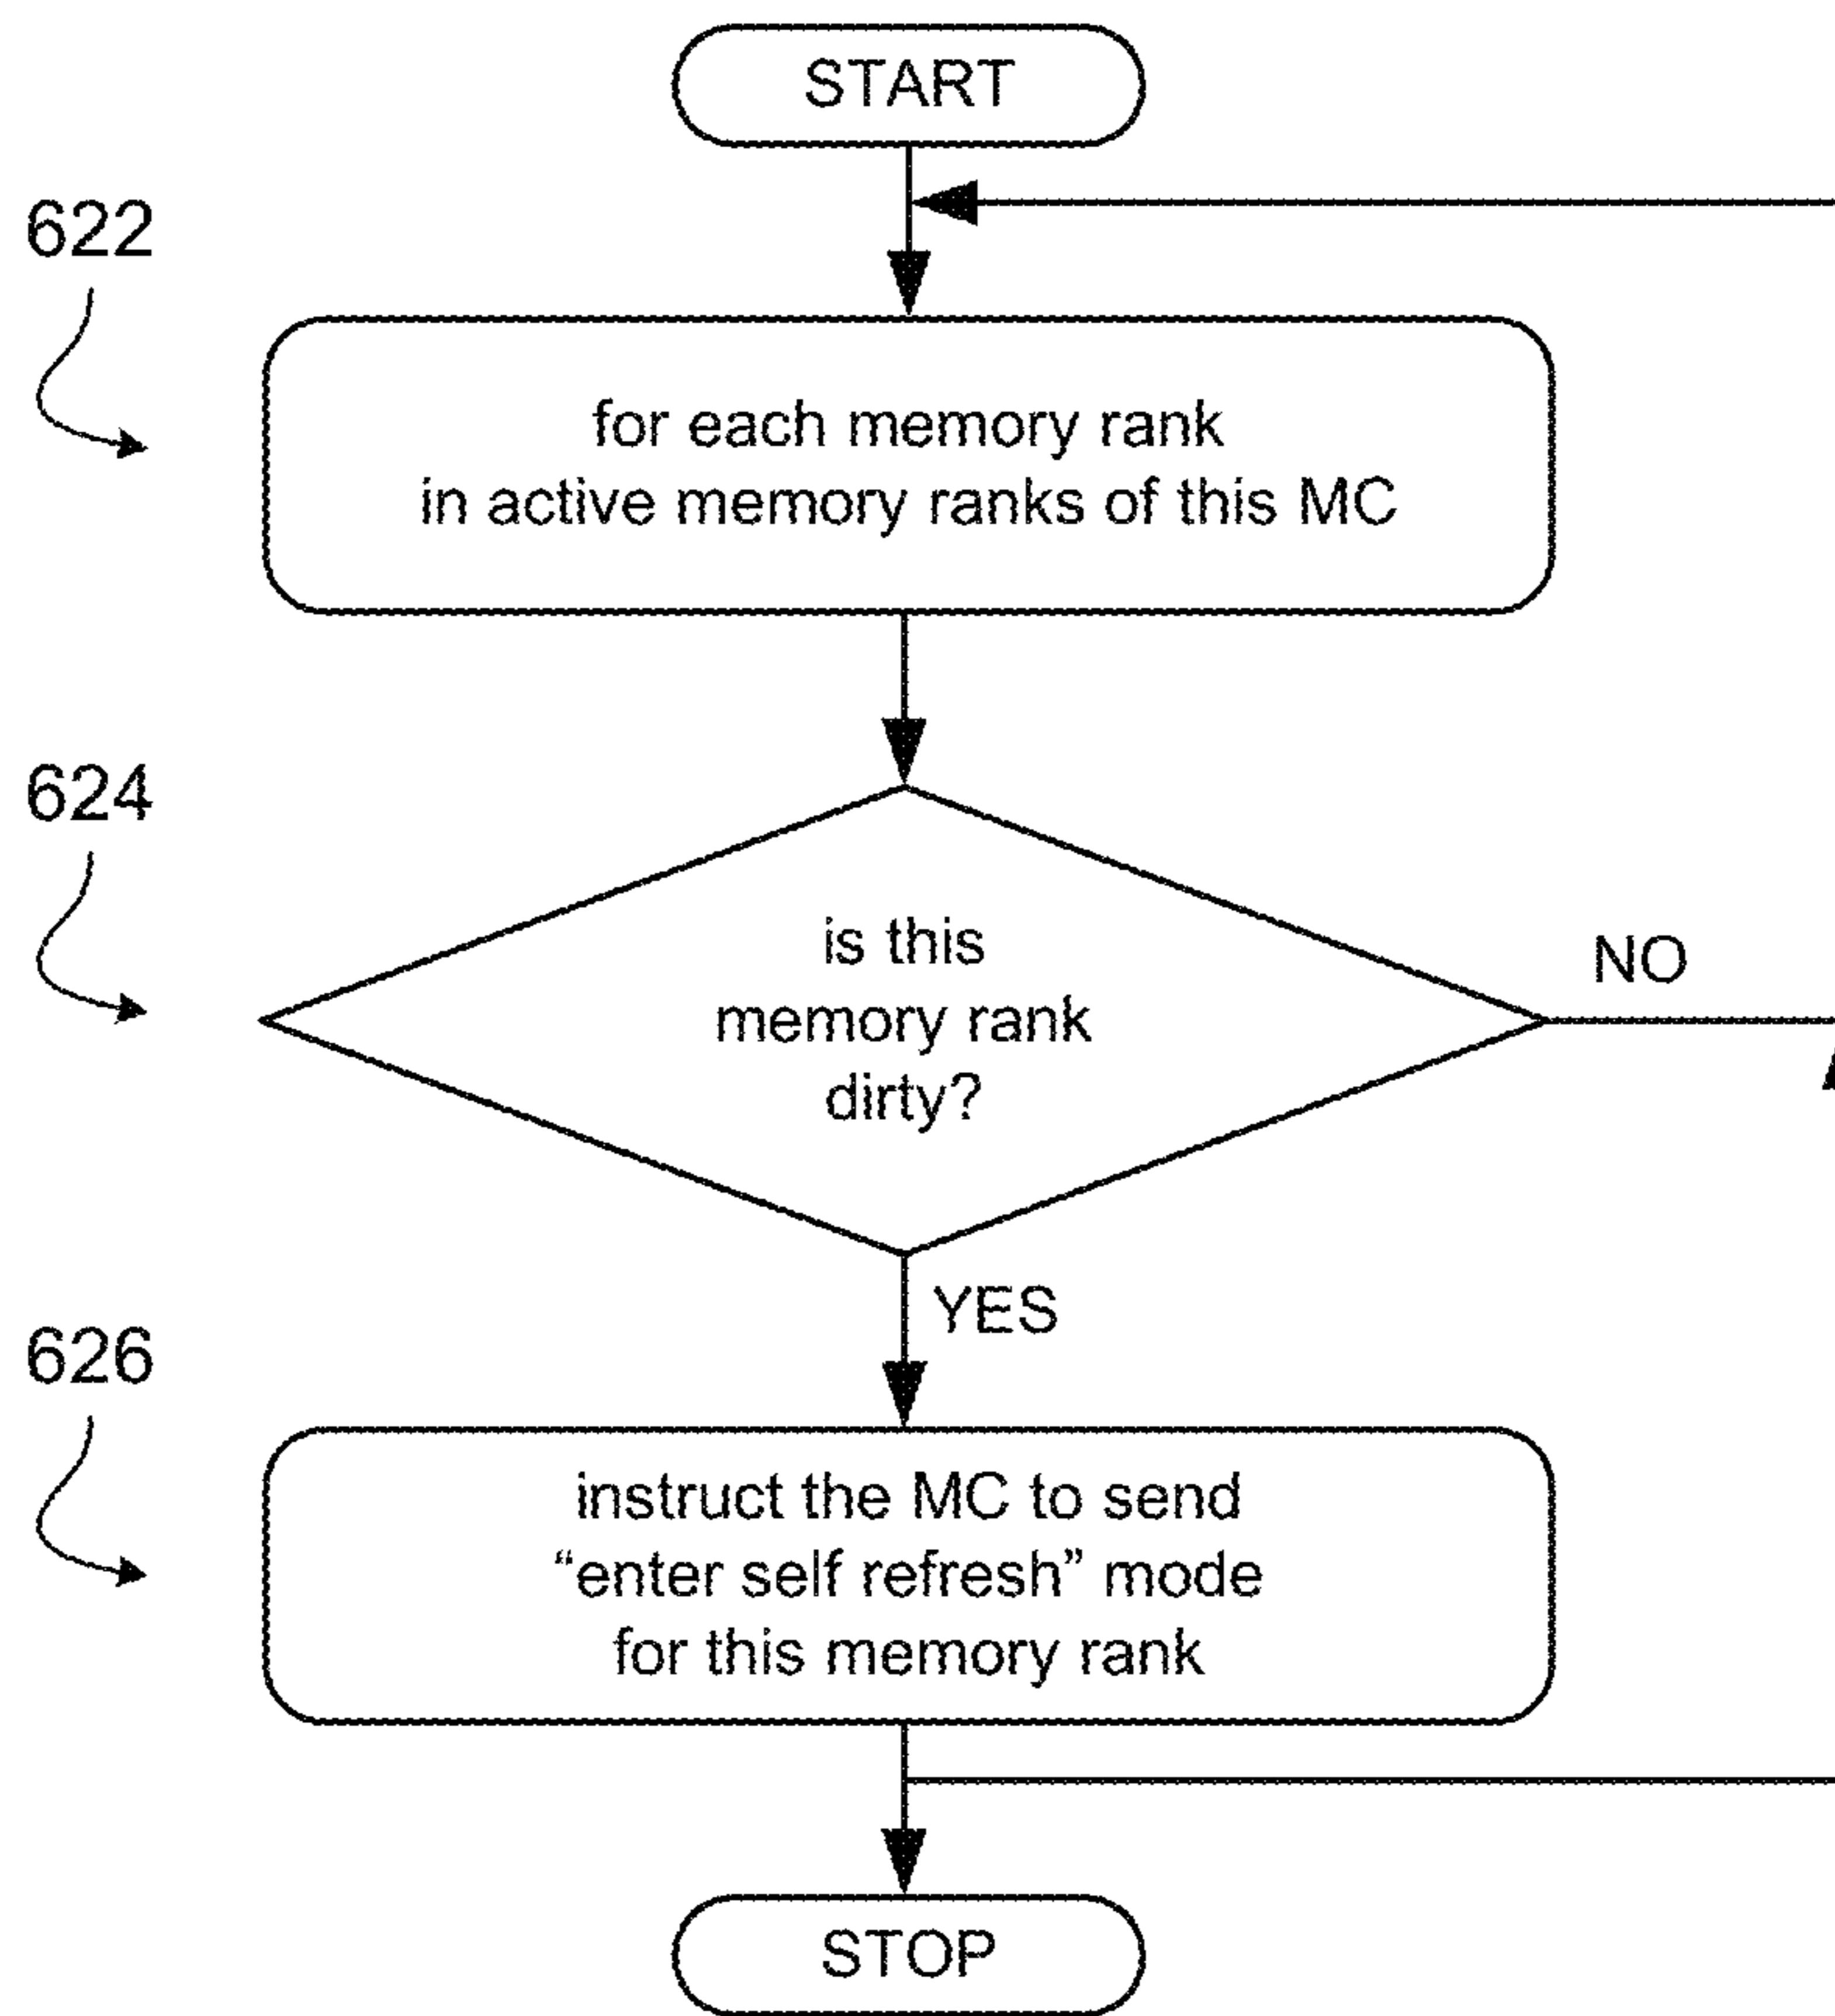 START
622
for each memory rank
in active memory ranks of this MC
624
is this
memory rank
dirty?
NO
YES
626
instruct the MC to send
“enter self refresh” mode
for this memory rank
STOP